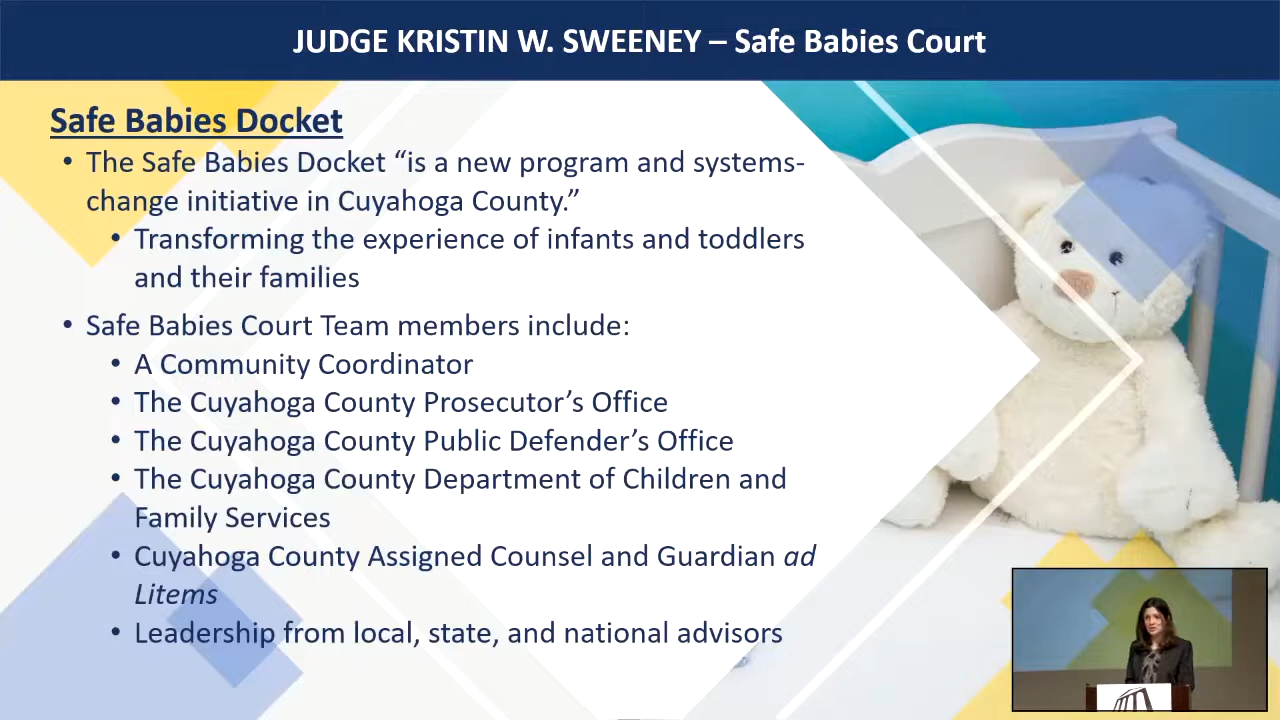 JUDGE KRISTIN W. SWEENEY – Safe Babies Court
Safe Babies Docket
• The Safe Babies Docket “is a new program and systems-
change initiative in Cuyahoga County.”
• Transforming the experience of infants and toddlers
and their families
• Safe Babies Court Team members include:
• A Community Coordinator
• The Cuyahoga County Prosecutor’s Office
• The Cuyahoga County Public Defender’s Office
• The Cuyahoga County Department of Children and
Family Services
• Cuyahoga County Assigned Counsel and Guardian ad
Litems
• Leadership from local, state, and national advisors